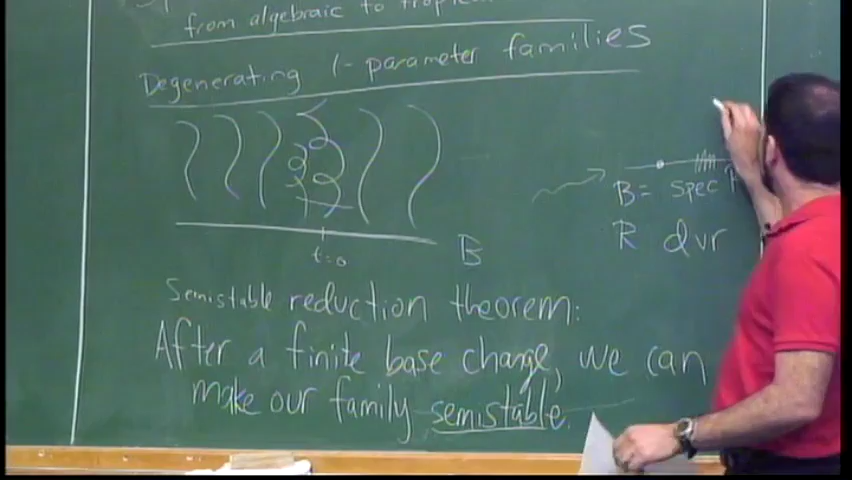 from algebraic to tropical
Degenerating 1-parameter families
t=0
B
B = spec R
R dvr
Semistable reduction theorem:
After a finite base change, we can
make our family semistable.